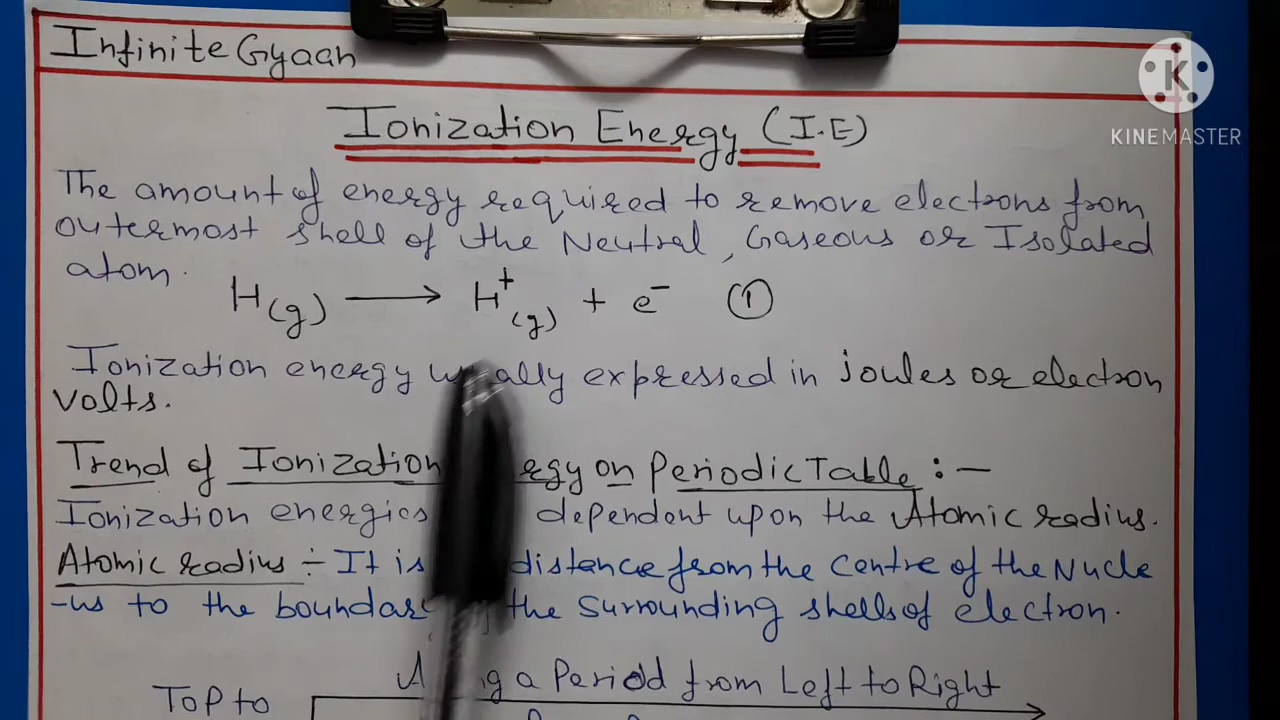 Infinite Gyaan
K
KINEMASTER
Ionization Energy (I.E)
The amount of energy required to remove electrons from
outermost shell of the Neutral, Gaseous or Isolated
atom.
H(g) ⟶ H⁺(g) + e⁻ ①
Ionization energy usually expressed in joules or electron
volts.
Trend of Ionization on Periodic Table :—
Ionization energies dependent upon the Atomic radius.
Atomic radius ÷ It is distance from the centre of the Nucle
-us to the the surrounding shells of electron.
a Period from Left to Right
Top to